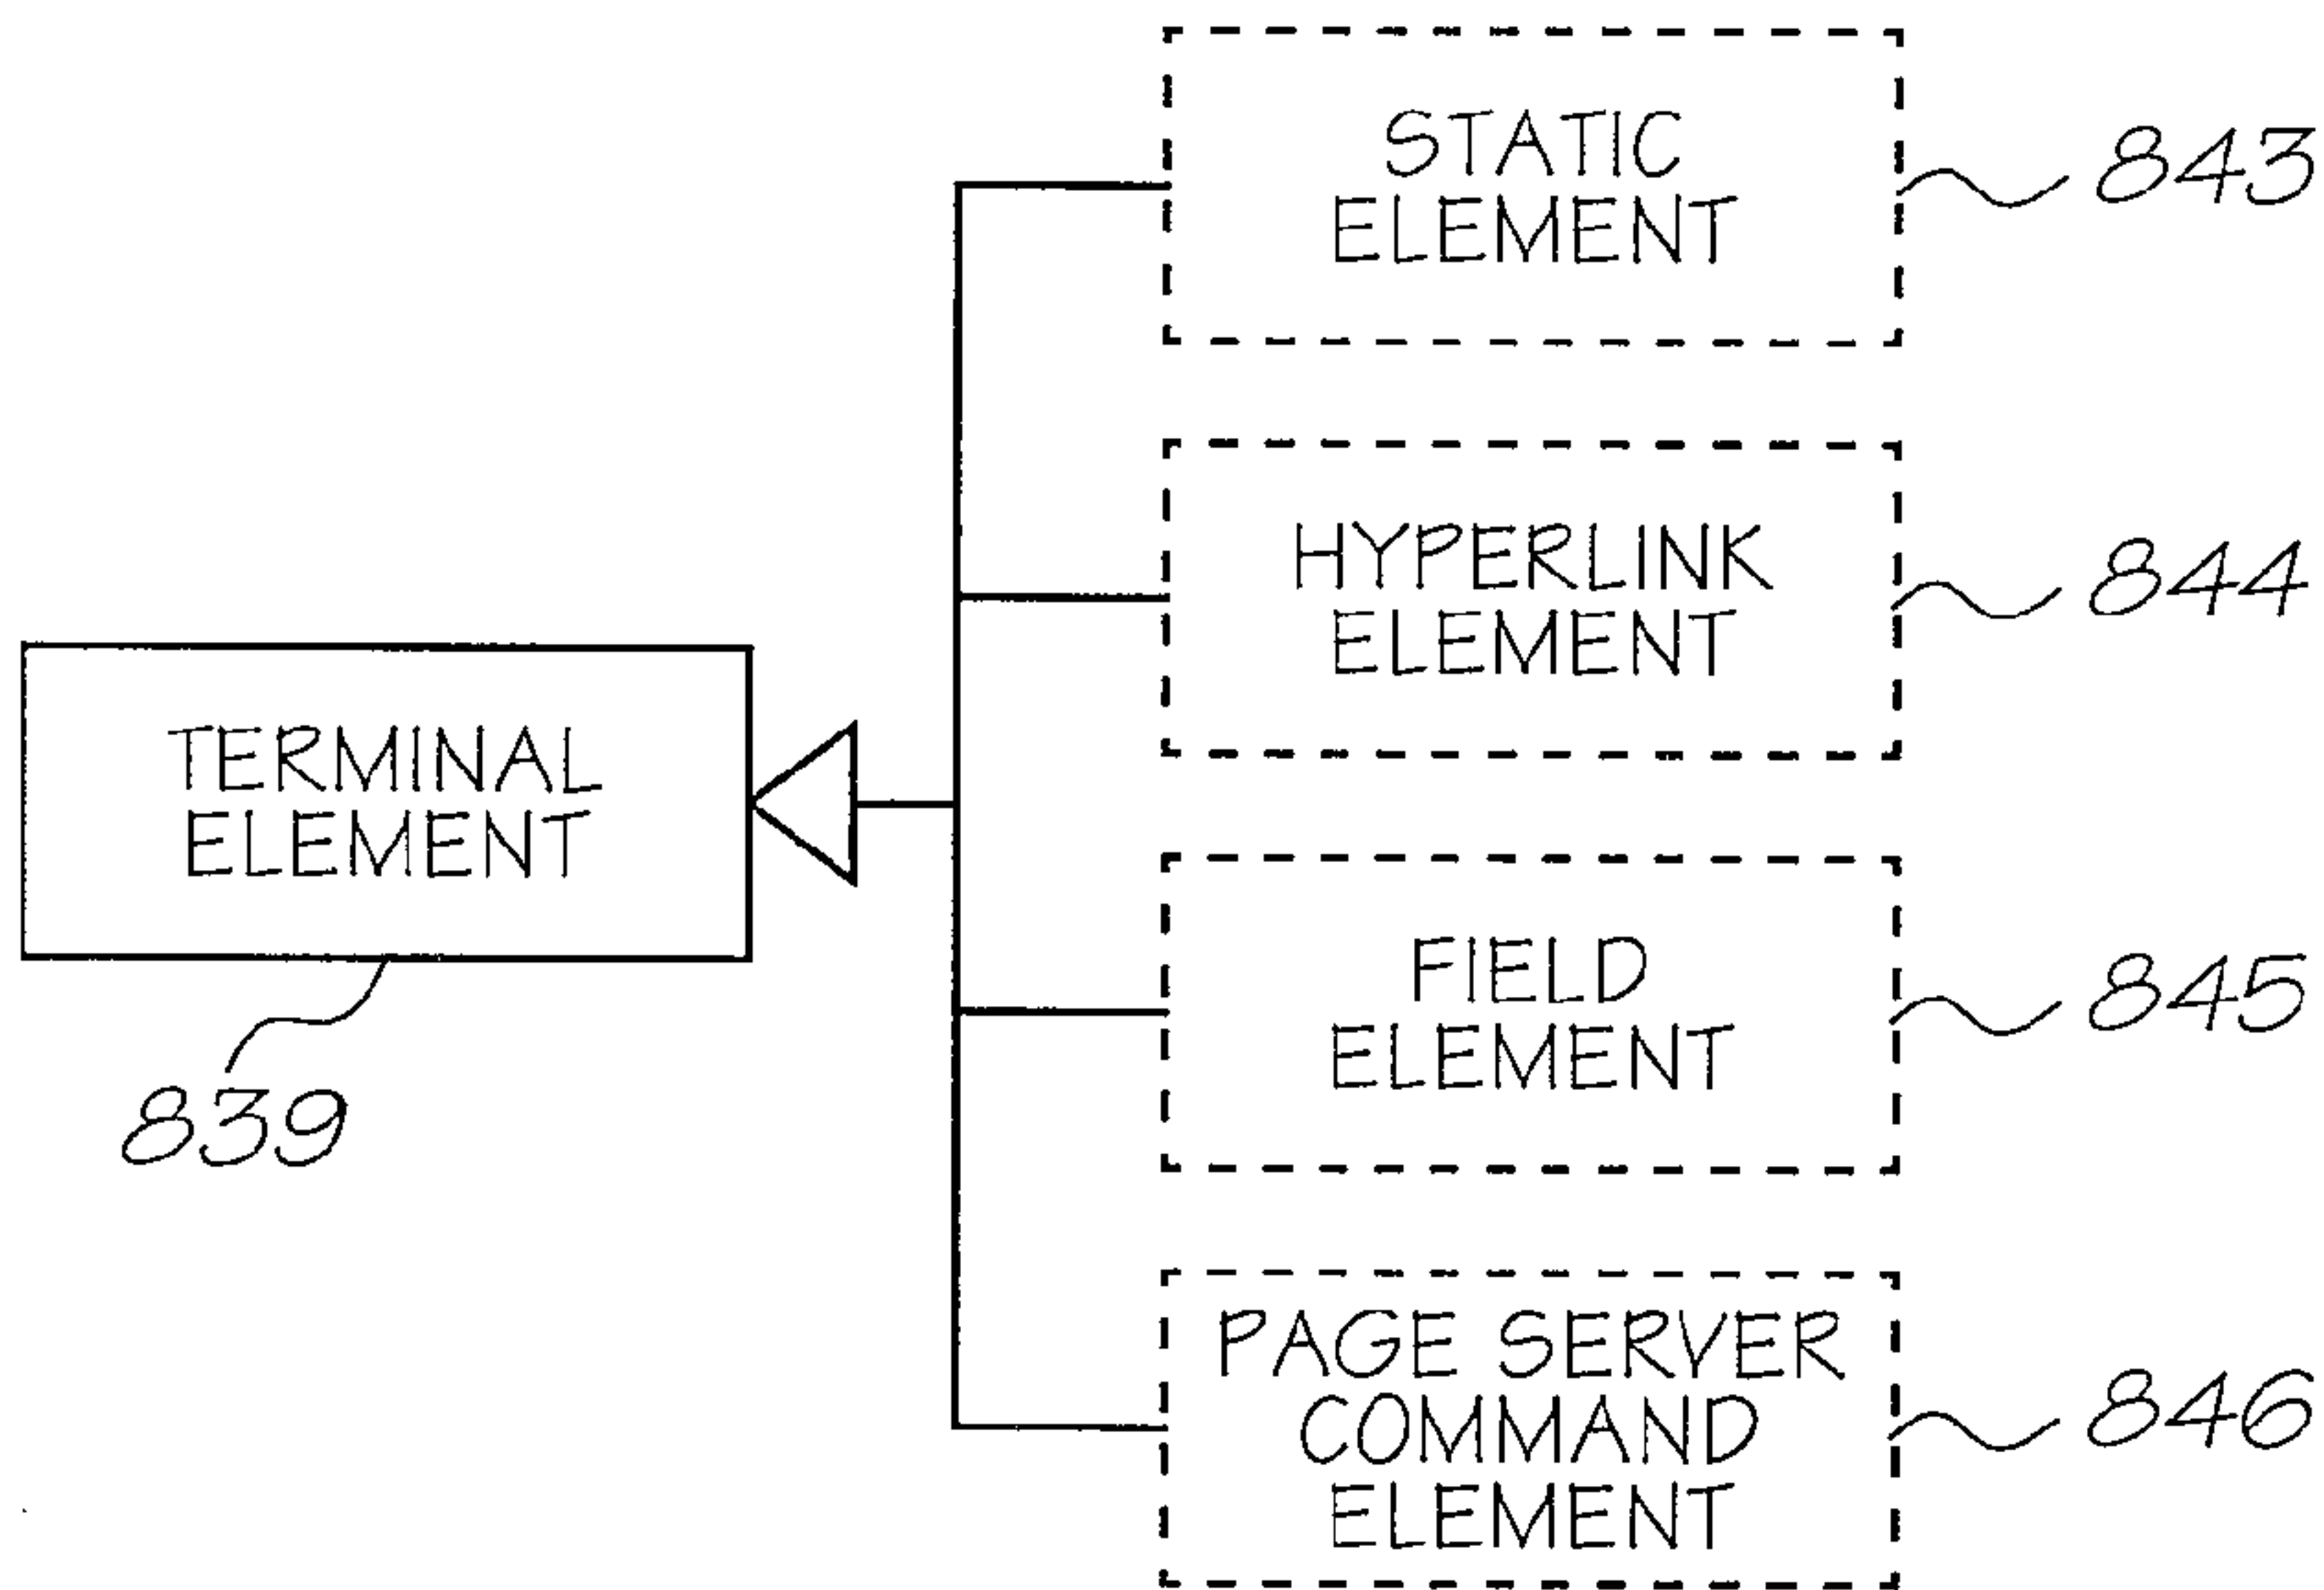 STATIC
ELEMENT
843
HYPERLINK
ELEMENT
844
TERMINAL
ELEMENT
839
FIELD
ELEMENT
845
PAGE SERVER
COMMAND
ELEMENT
846